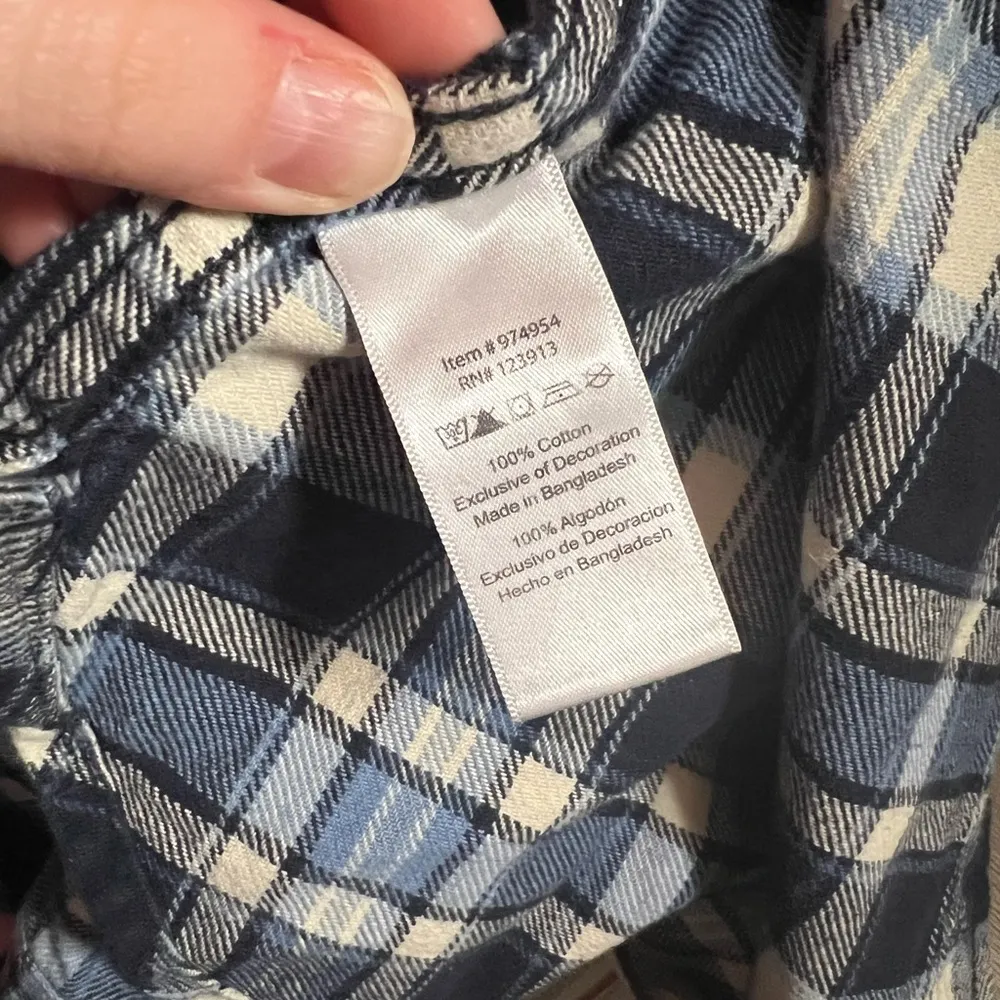 Item # 974954
RN# 123913
100% Cotton
Exclusive of Decoration
Made in Bangladesh
100% Algodón
Exclusivo de Decoracion
Hecho en Bangladesh